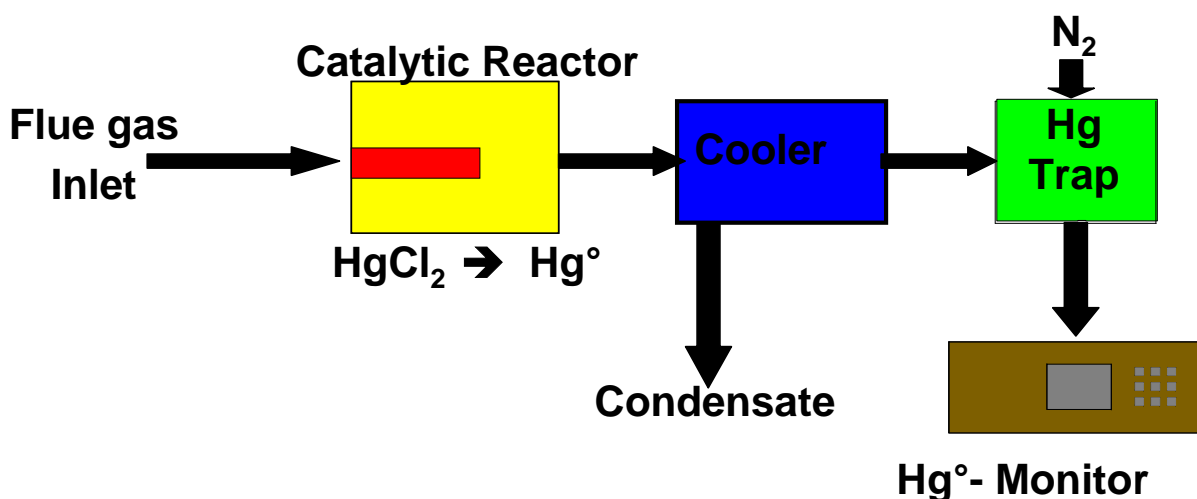 N₂
Catalytic Reactor
Flue gas
Inlet
Cooler
Hg
Trap
HgCl₂ ➔ Hg°
Condensate
Hg°- Monitor